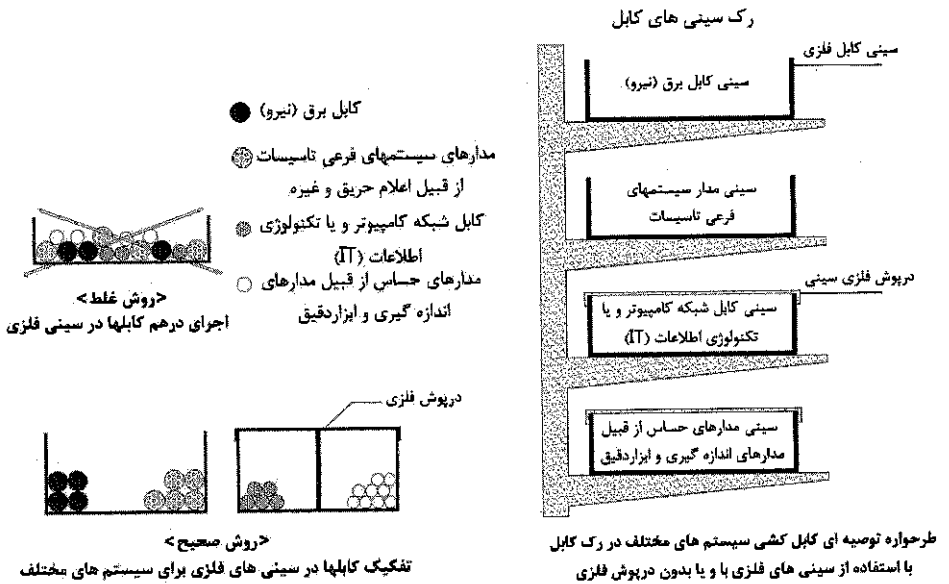 رک سینی های کابل
سینی کابل فلزی
سینی کابل برق (نیرو)
سینی مدار سیستمهای
فرعی تاسیسات
درپوش فلزی سینی
سینی کابل شبکه کامپیوتر و یا
تکنولوژی اطلاعات (IT)
سینی مدارهای حساس از قبیل
مدارهای اندازه گیری و ابزاردقیق
طرحواره توصیه ای کابل کشی سیستم های مختلف در رک کابل
با استفاده از سینی های فلزی با و یا بدون درپوش فلزی
کابل برق (نیرو)
مدارهای سیستمهای فرعی تاسیسات
از قبیل اعلام حریق و غیره
کابل شبکه کامپیوتر و یا تکنولوژی
اطلاعات (IT)
مدارهای حساس از قبیل مدارهای
اندازه گیری و ابزاردقیق
<روش غلط>
اجرای درهم کابلها در سینی فلزی
درپوش فلزی
<روش صحیح>
تفکیک کابلها در سینی های فلزی برای سیستم های مختلف